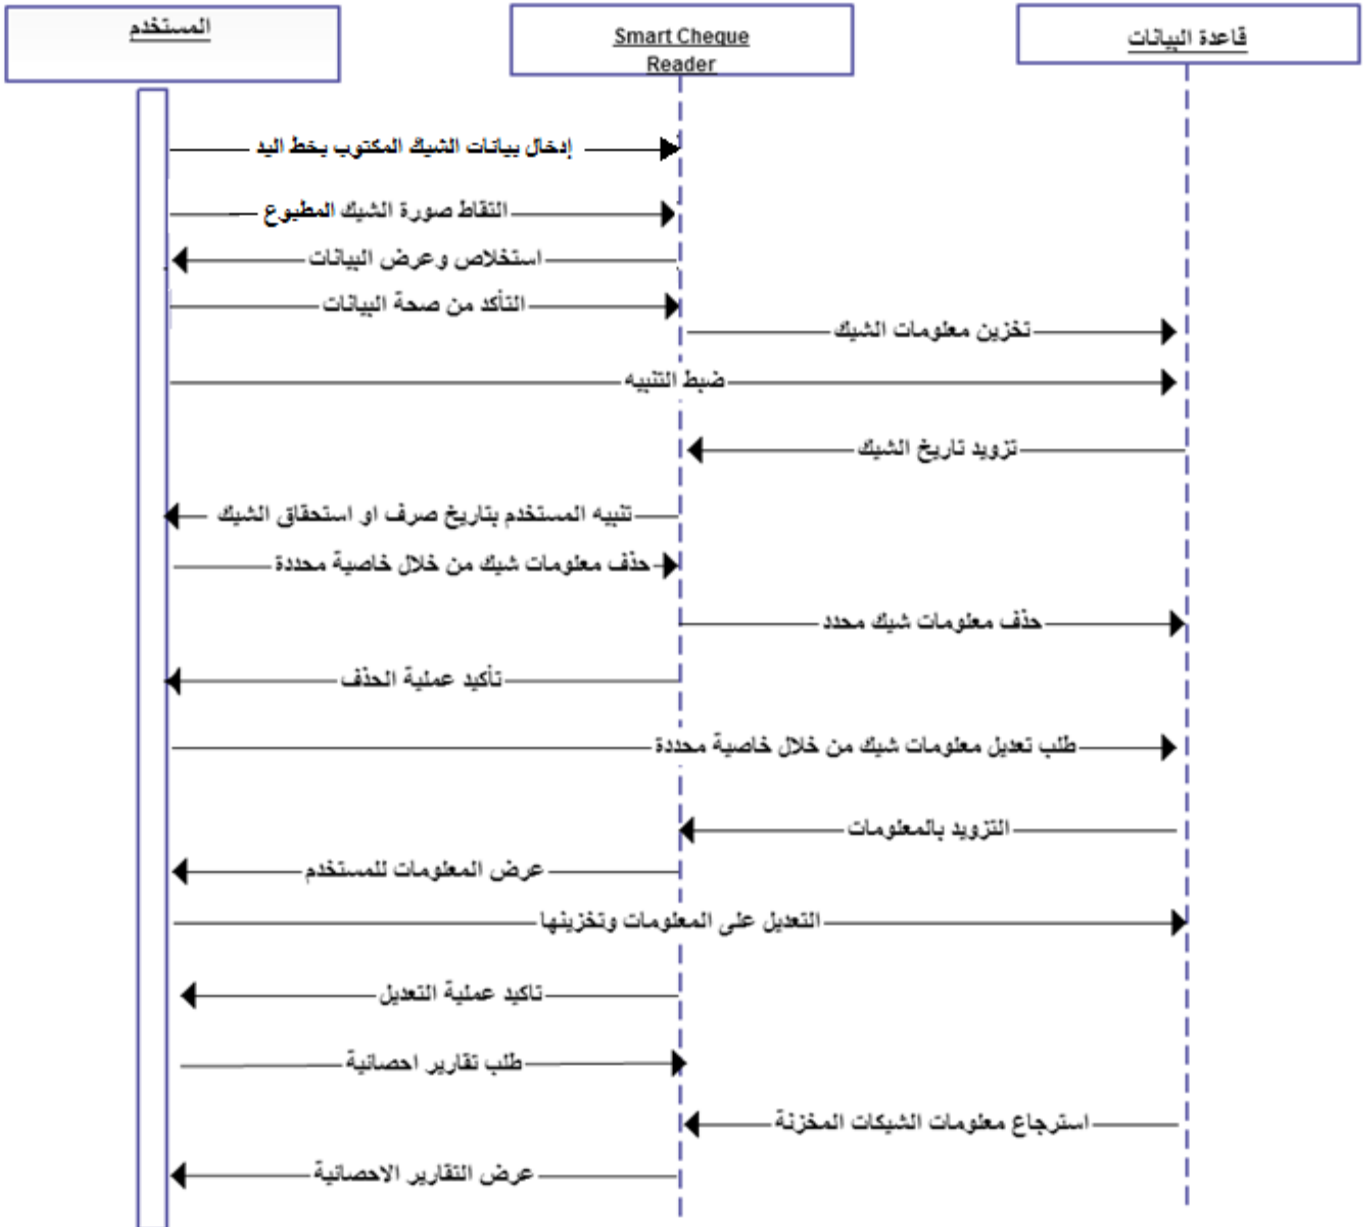 المستخدم
Smart Cheque
Reader
قاعدة البيانات
إدخال بيانات الشيك المكتوب بخط اليد
التقاط صورة الشيك المطبوع
استخلاص وعرض البيانات
التأكد من صحة البيانات
تخزين معلومات الشيك
ضبط التنبيه
تزويد تاريخ الشيك
تنبيه المستخدم بتاريخ صرف او استحقاق الشيك
حذف معلومات شيك من خلال خاصية محددة
حذف معلومات شيك محدد
تأكيد عملية الحذف
طلب تعديل معلومات شيك من خلال خاصية محددة
التزويد بالمعلومات
عرض المعلومات للمستخدم
التعديل على المعلومات وتخزينها
تاكيد عملية التعديل
طلب تقارير احصائية
استرجاع معلومات الشيكات المخزنة
عرض التقارير الاحصائية